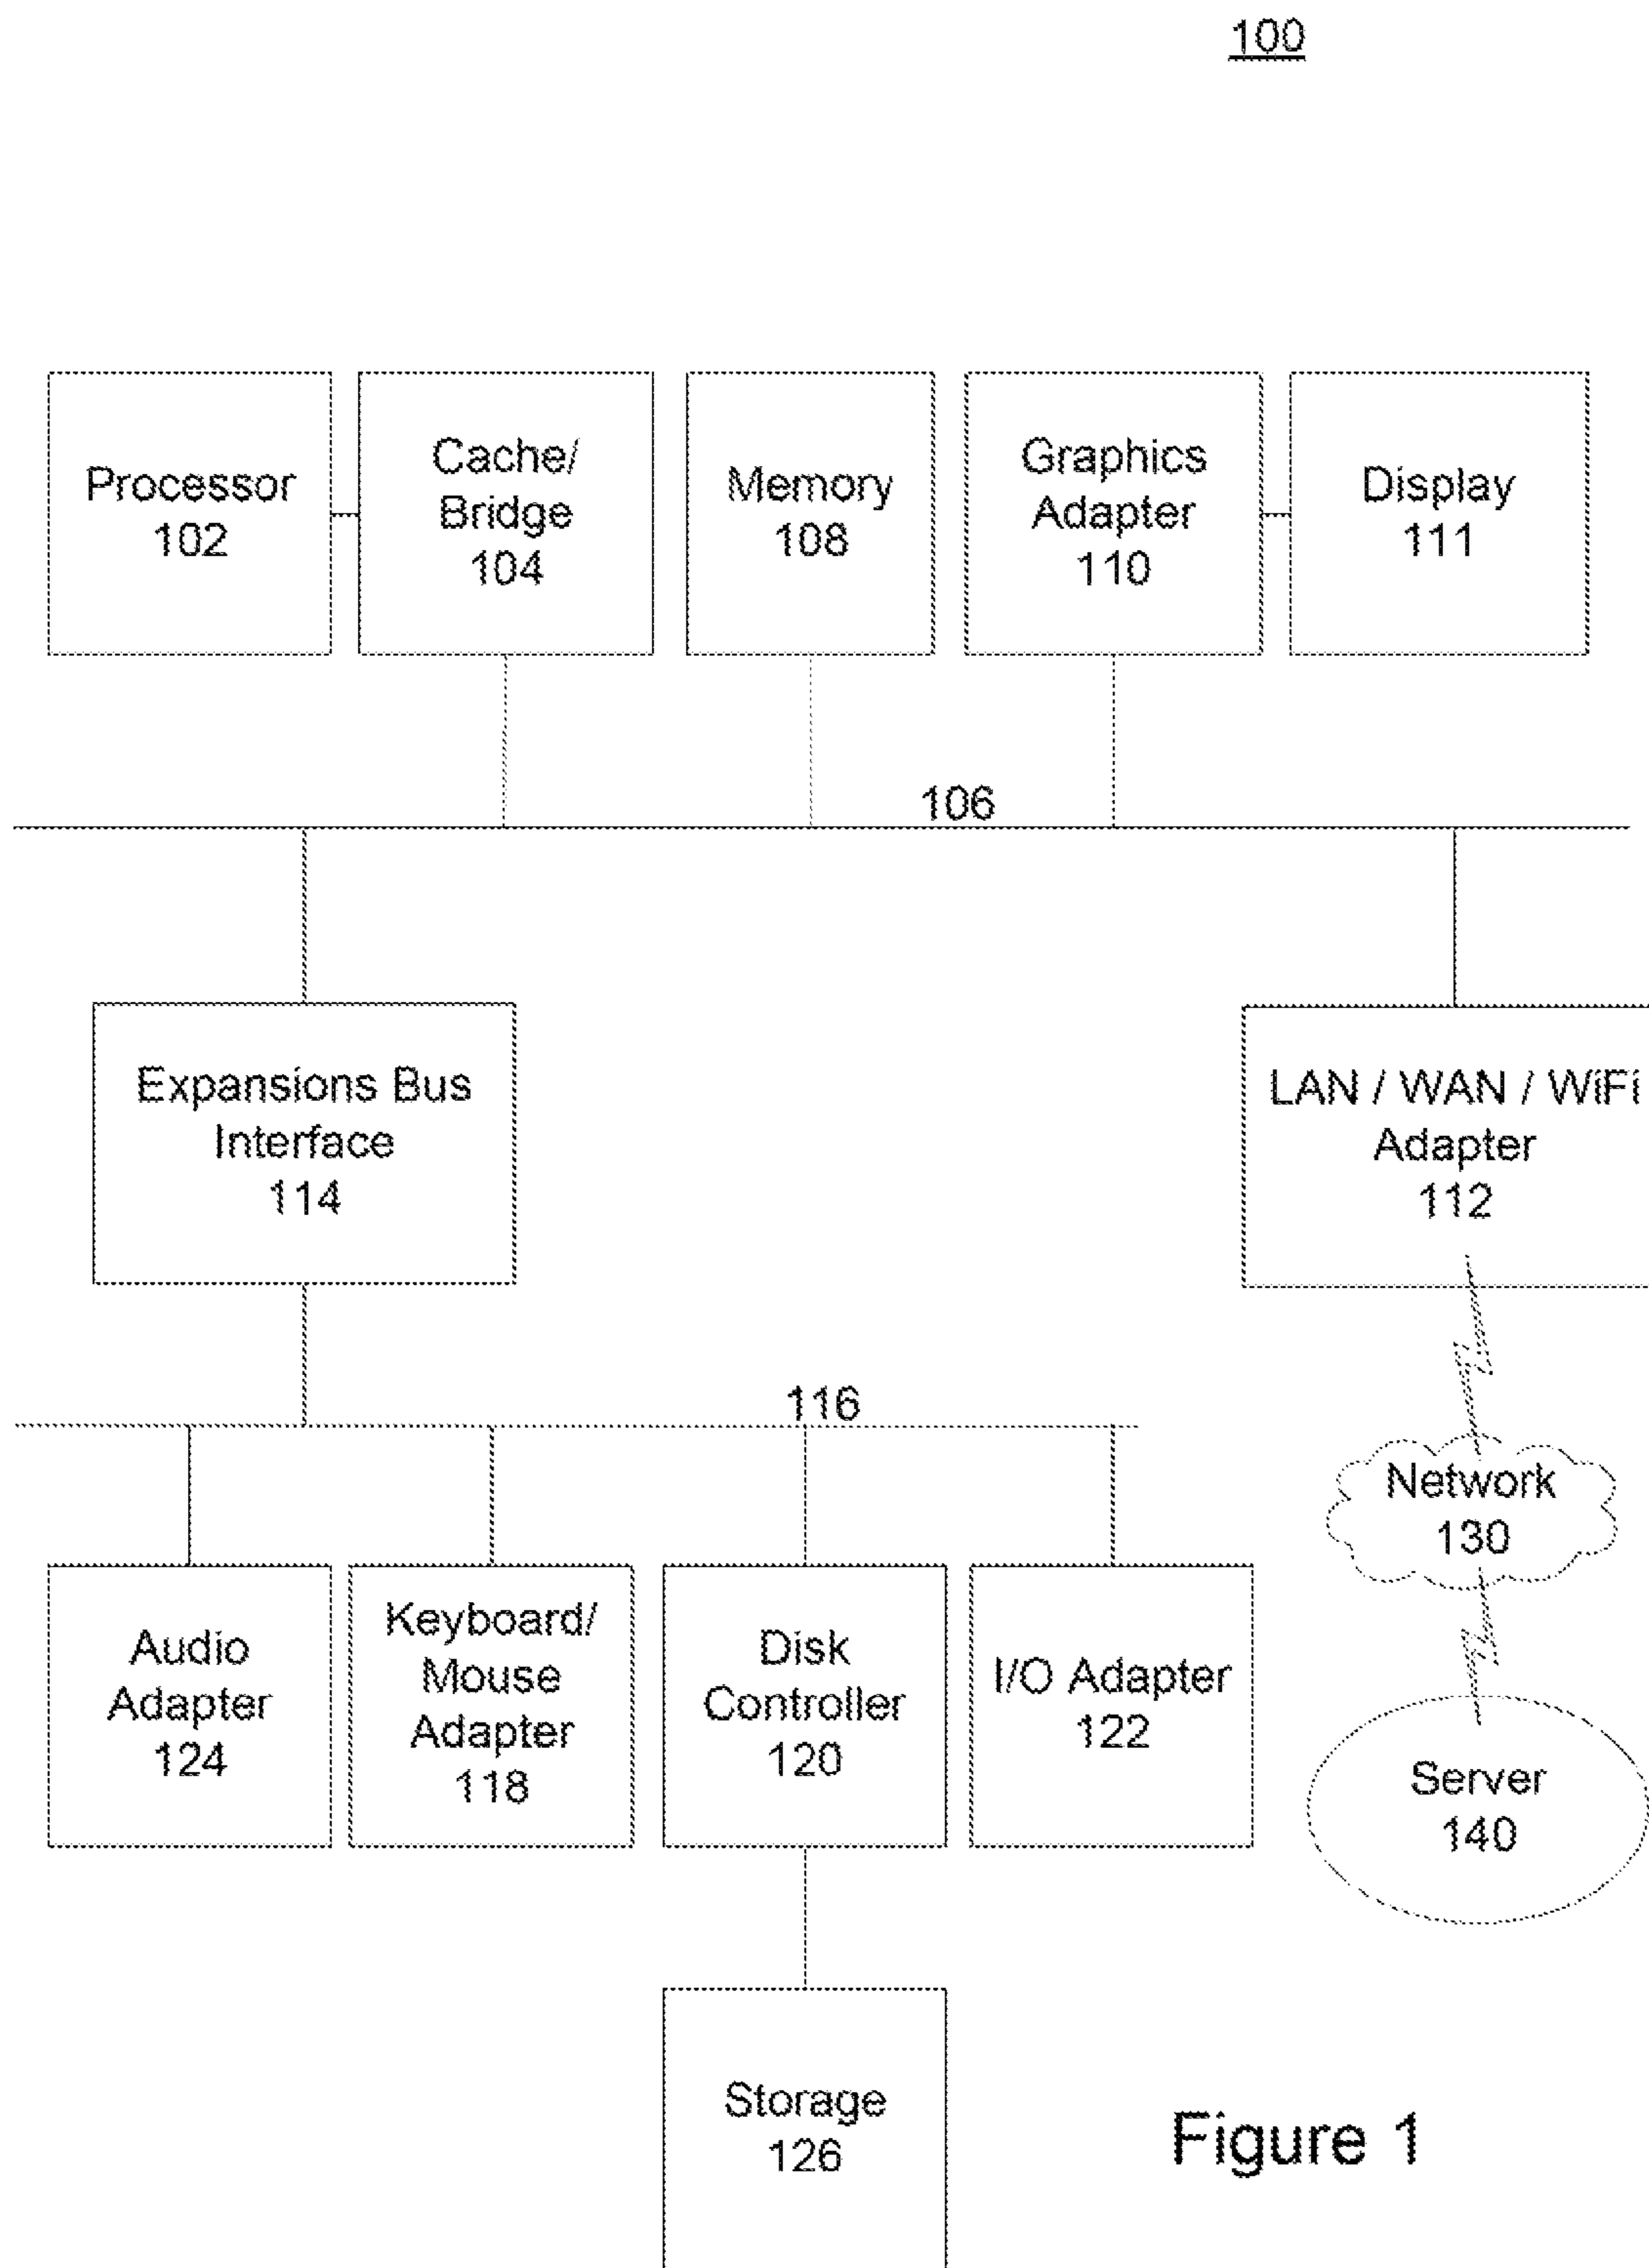 100
Processor
102
Cache/
Bridge
104
Memory
108
Graphics
Adapter
110
Display
111
106
Expansions Bus
Interface
114
LAN / WAN / WiFi
Adapter
112
116
Network
130
Audio
Adapter
124
Keyboard/
Mouse
Adapter
118
Disk
Controller
120
I/O Adapter
122
Server
140
Storage
126
Figure 1